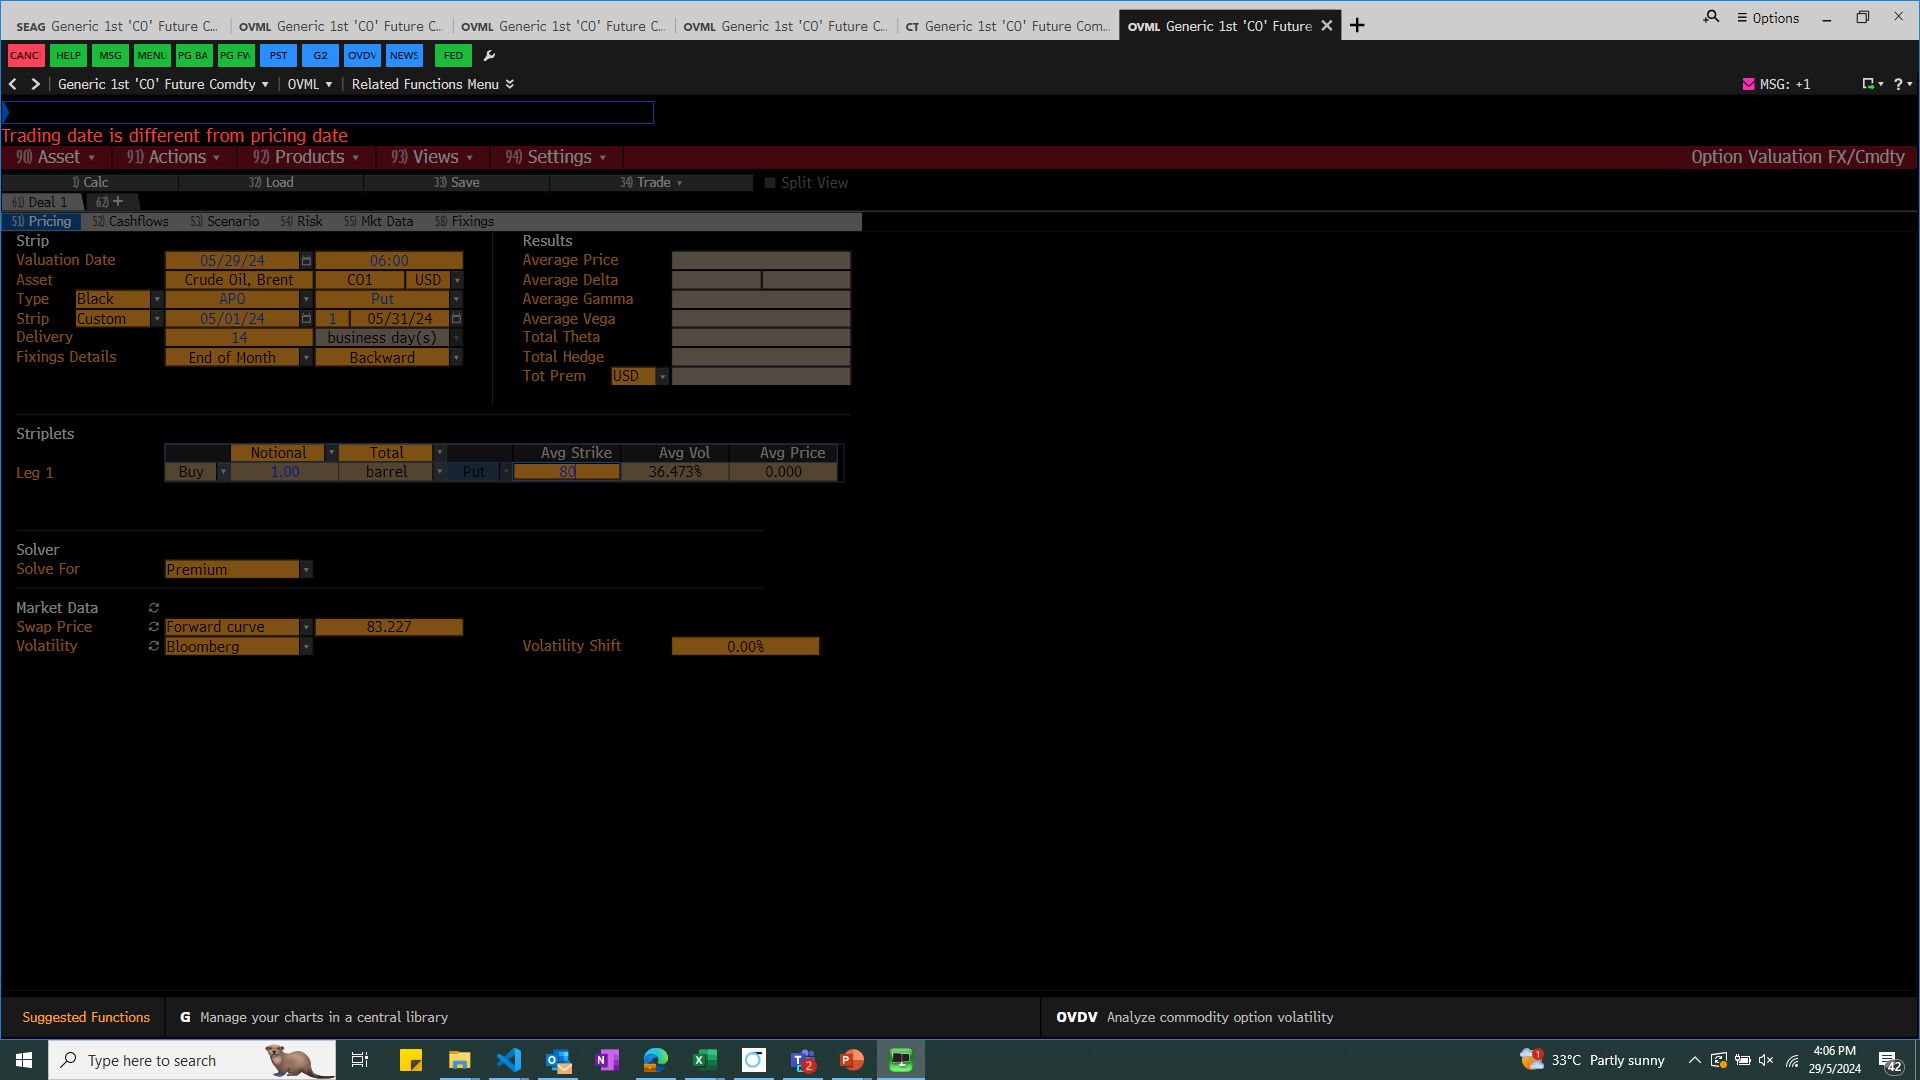 SEAG Generic 1st 'CO' Future C... OVML Generic 1st 'CO' Future C... OVML Generic 1st 'CO' Future C... OVML Generic 1st 'CO' Future C... CT Generic 1st 'CO' Future Com... OVML Generic 1st 'CO' Future Options
CANC HELP MSG MENU PG BA PG FW PST G2 OVDV NEWS FED
Generic 1st 'CO' Future Comdty OVML Related Functions Menu MSG: +1 ?
Trading date is different from pricing date
90) Asset 91) Actions 92) Products 93) Views 94) Settings Option Valuation FX/Cmdty
1) Calc 32) Load 33) Save 34) Trade Split View
61) Deal 1 62) +
51) Pricing 52) Cashflows 53) Scenario 54) Risk 55) Mkt Data 58) Fixings
Strip Results
Valuation Date 05/29/24 06:00 Average Price
Asset Crude Oil, Brent CO1 USD Average Delta
Type Black APO Put Average Gamma
Strip Custom 05/01/24 1 05/31/24 Average Vega
Delivery 14 business day(s) Total Theta
Fixings Details End of Month Backward Total Hedge
Tot Prem USD
Striplets
Notional Total Avg Strike Avg Vol Avg Price
Leg 1 Buy 1.00 barrel Put 80 36.473% 0.000
Solver
Solve For Premium
Market Data
Swap Price Forward curve 83.227
Volatility Bloomberg Volatility Shift 0.00%
Suggested Functions G Manage your charts in a central library OVDV Analyze commodity option volatility
Type here to search 2 1 33°C Partly sunny 4:06 PM
29/5/2024 42